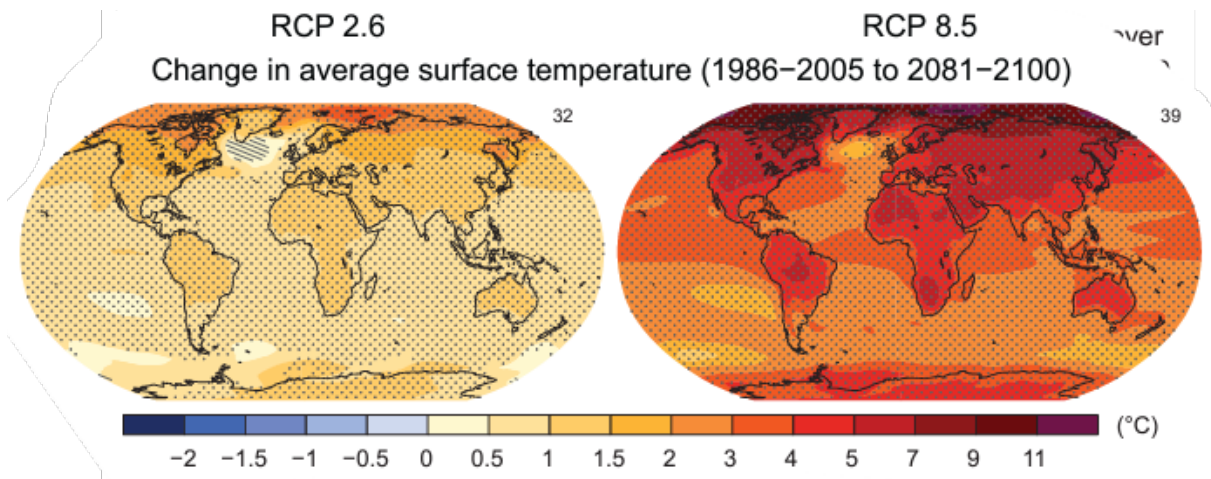 RCP 2.6 RCP 8.5
Change in average surface temperature (1986−2005 to 2081−2100)
32 39
(°C)
−2 −1.5 −1 −0.5 0 0.5 1 1.5 2 3 4 5 7 9 11